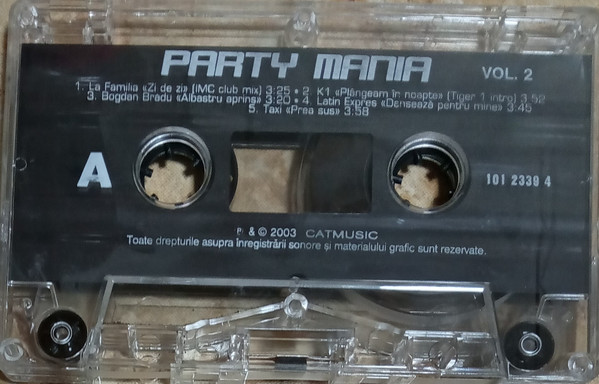 PARTY MANIA VOL. 2
1. La Familia «Zi de zi» (IMC club mix) 3:25 • 2. K1 «Plângeam în noapte» (Tiger 1 intro) 3:52
3. Bogdan Bradu «Albastru aprins» 3:20 • 4. Latin Expres «Dansează pentru mine» 3:45
5. Taxi «Prea sus» 3:58
A
101 2339 4
℗ & © 2003 CATMUSIC
Toate drepturile asupra înregistrării sonore și materialului grafic sunt rezervate.